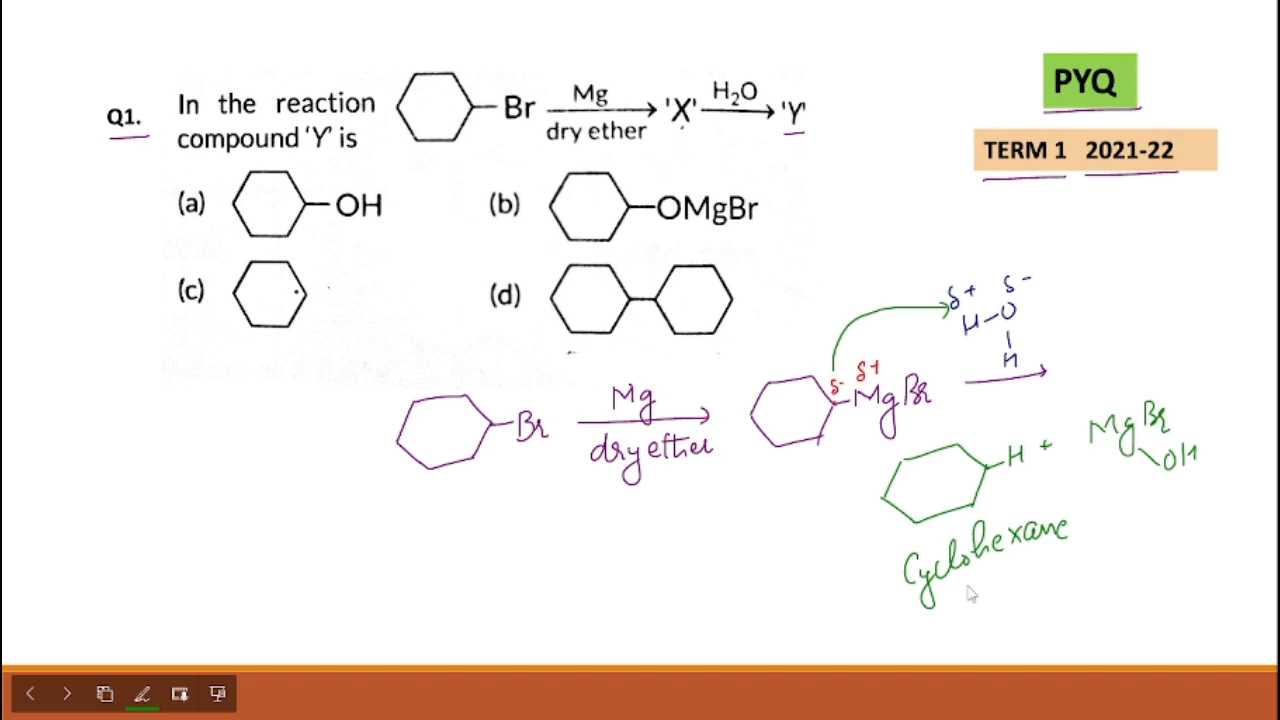 PYQ
TERM 1 2021-22
Q1. In the reaction
compound 'Y' is
Br Mg dry ether 'X' H₂O 'Y'
(a) OH
(b) OMgBr
(c)
(d)
Br Mg dry ether
δ- δ+
MgBr
δ+ δ-
H-O
H
H + MgBr
OH
Cyclohexane